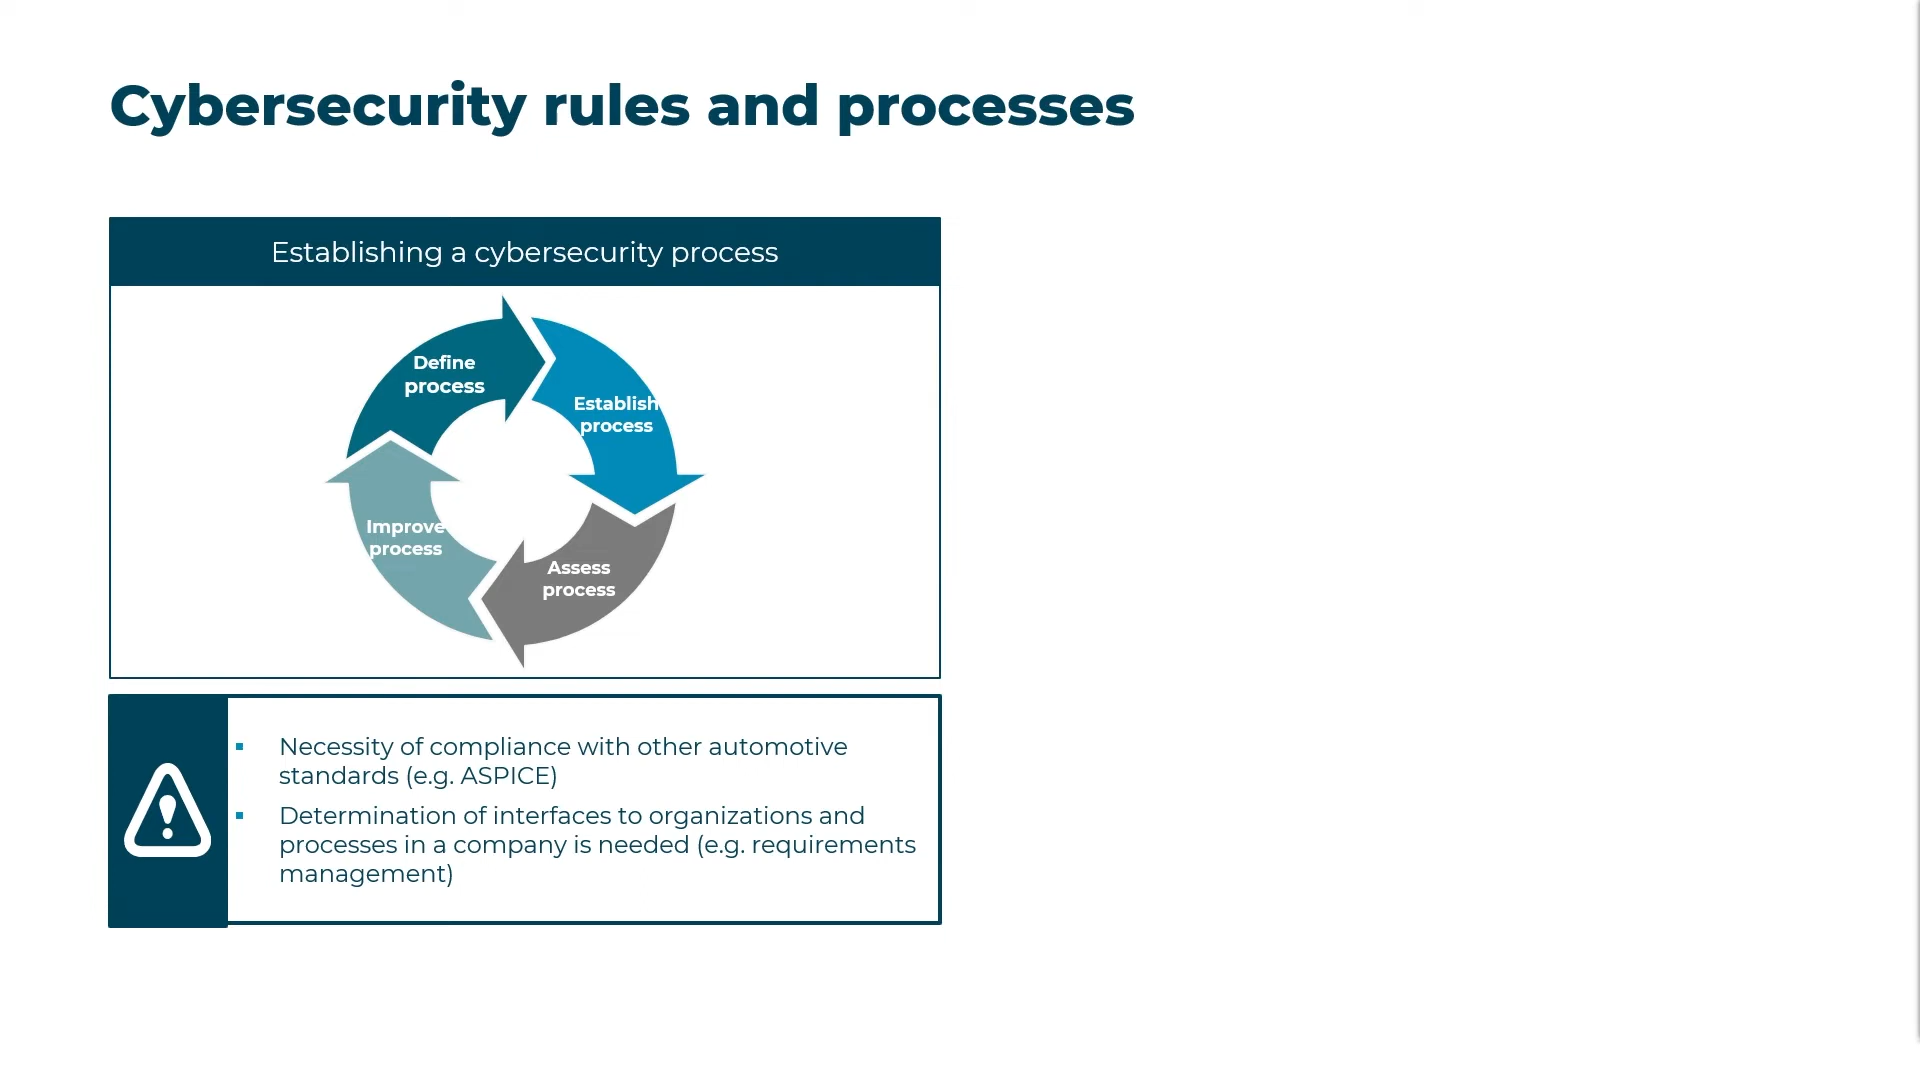 Cybersecurity rules and processes
Establishing a cybersecurity process
Define
process
Establish
process
Assess
process
Improve
process
Necessity of compliance with other automotive
standards (e.g. ASPICE)
Determination of interfaces to organizations and
processes in a company is needed (e.g. requirements
management)